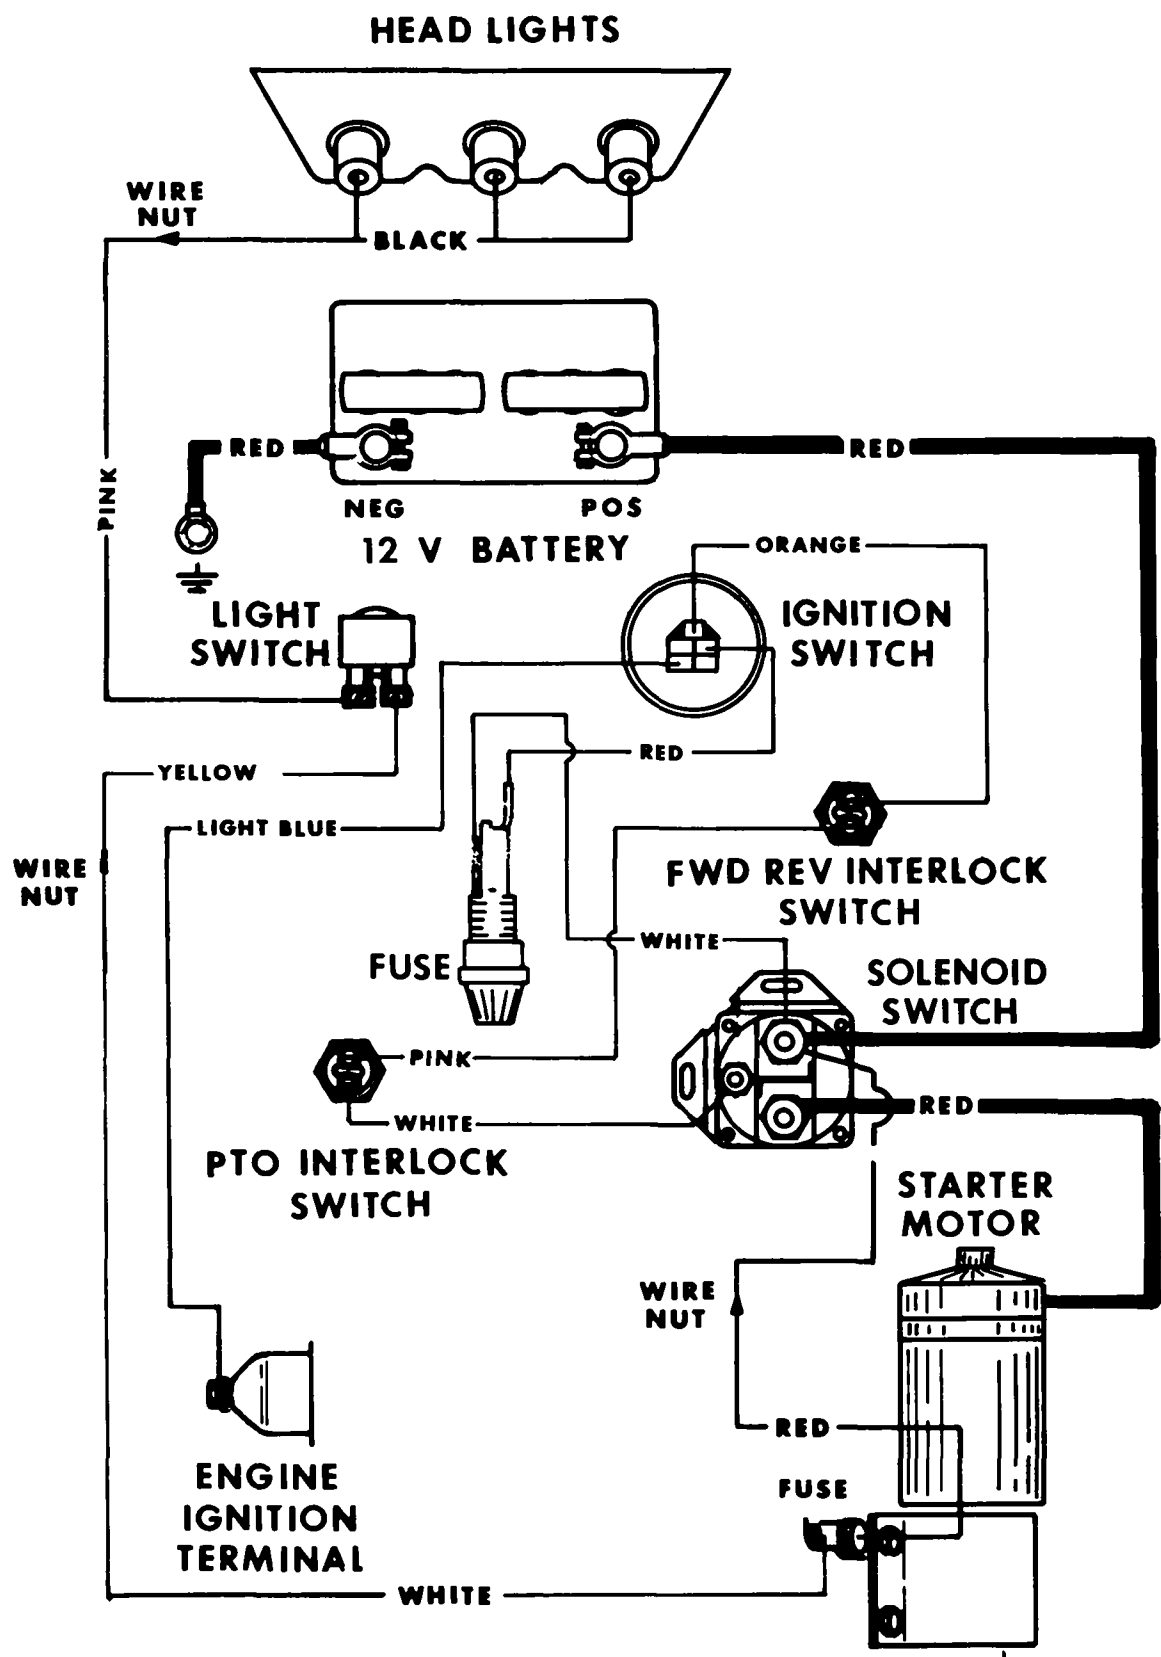 HEAD LIGHTS
WIRE
NUT
BLACK
RED
RED
PINK
NEG
POS
12 V BATTERY
ORANGE
LIGHT
SWITCH
IGNITION
SWITCH
RED
YELLOW
LIGHT BLUE
WIRE
NUT
FWD REV INTERLOCK
SWITCH
WHITE
FUSE
SOLENOID
SWITCH
PINK
WHITE
RED
PTO INTERLOCK
SWITCH
STARTER
MOTOR
WIRE
NUT
RED
ENGINE
IGNITION
TERMINAL
FUSE
WHITE